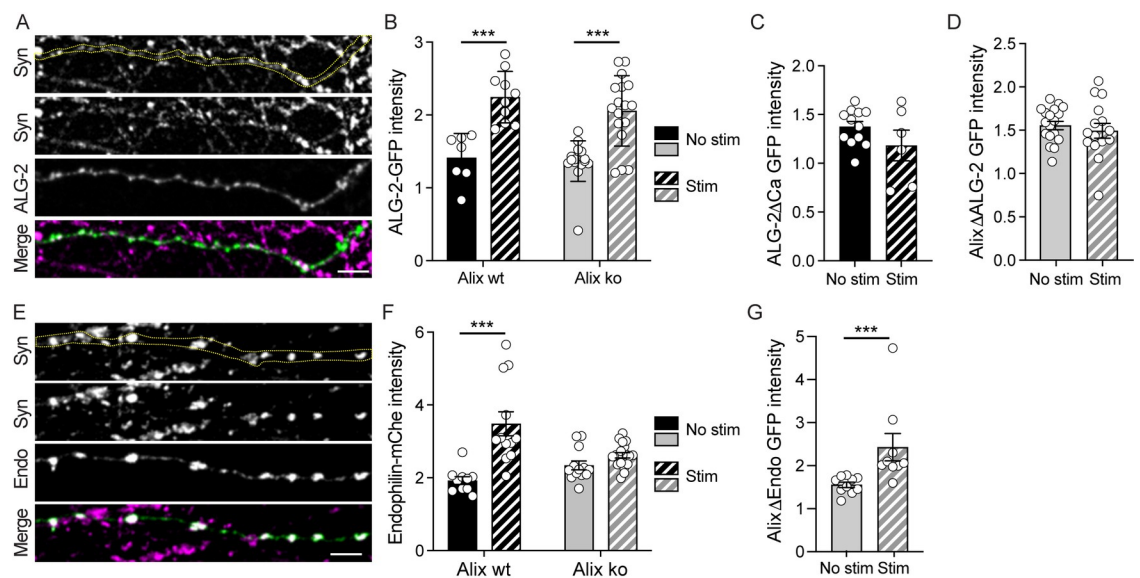 A
Syn
Syn
ALG-2
Merge
B
ALG-2-GFP intensity
3
2
1
0
***
***
Alix wt
Alix ko
No stim
Stim
C
ALG-2ΔCa GFP intensity
2.0
1.5
1.0
0.5
0.0
No stim
Stim
D
AlixΔALG-2 GFP intensity
2.5
2.0
1.5
1.0
0.5
0.0
No stim
Stim
E
Syn
Syn
Endo
Merge
F
Endophilin-mChe intensity
6
4
2
0
***
Alix wt
Alix ko
No stim
Stim
G
AlixΔEndo GFP intensity
5
4
3
2
1
0
***
No stim
Stim